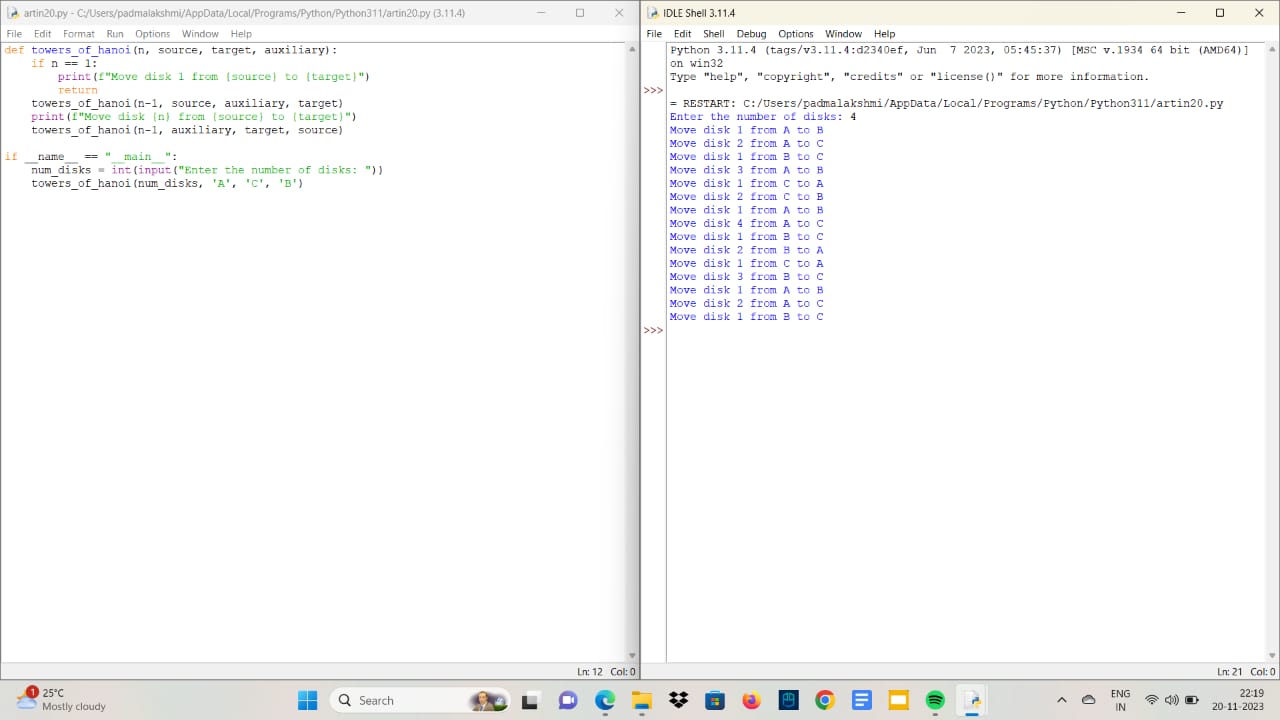 artin20.py - C:/Users/padmalakshmi/AppData/Local/Programs/Python/Python311/artin20.py (3.11.4)
File Edit Format Run Options Window Help
def towers_of_hanoi(n, source, target, auxiliary):
    if n == 1:
        print(f"Move disk 1 from {source} to {target}")
        return
    towers_of_hanoi(n-1, source, auxiliary, target)
    print(f"Move disk {n} from {source} to {target}")
    towers_of_hanoi(n-1, auxiliary, target, source)
if __name__ == "__main__":
    num_disks = int(input("Enter the number of disks: "))
    towers_of_hanoi(num_disks, 'A', 'C', 'B')
Ln: 12 Col: 0
IDLE Shell 3.11.4
File Edit Shell Debug Options Window Help
Python 3.11.4 (tags/v3.11.4:d2340ef, Jun  7 2023, 05:45:37) [MSC v.1934 64 bit (AMD64)]
on win32
Type "help", "copyright", "credits" or "license()" for more information.
>>>
= RESTART: C:/Users/padmalakshmi/AppData/Local/Programs/Python/Python311/artin20.py
Enter the number of disks: 4
Move disk 1 from A to B
Move disk 2 from A to C
Move disk 1 from B to C
Move disk 3 from A to B
Move disk 1 from C to A
Move disk 2 from C to B
Move disk 1 from A to B
Move disk 4 from A to C
Move disk 1 from B to C
Move disk 2 from B to A
Move disk 1 from C to A
Move disk 3 from B to C
Move disk 1 from A to B
Move disk 2 from A to C
Move disk 1 from B to C
>>>
Ln: 21 Col: 0
1
25°C
Mostly cloudy
Search
ENG
IN
22:19
20-11-2023